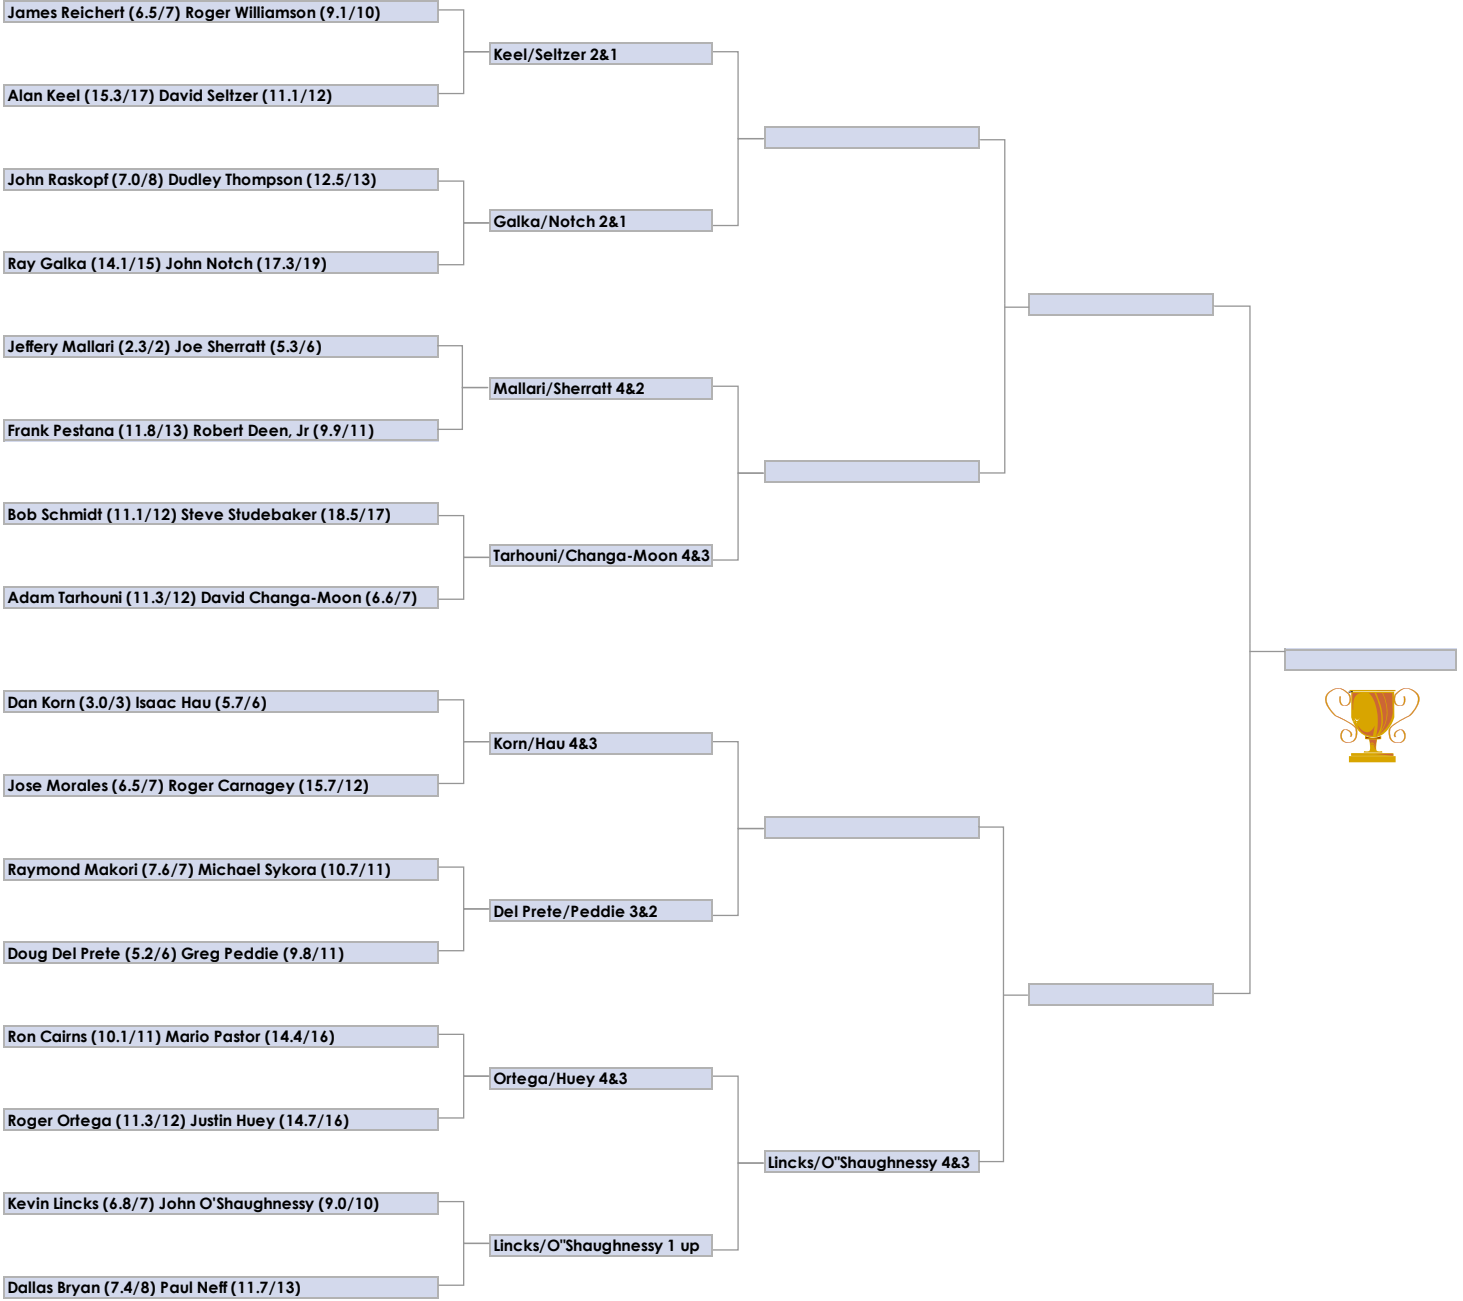 James Reichert (6.5/7) Roger Williamson (9.1/10)
Keel/Seltzer 2&1
Alan Keel (15.3/17) David Seltzer (11.1/12)
John Raskopf (7.0/8) Dudley Thompson (12.5/13)
Galka/Notch 2&1
Ray Galka (14.1/15) John Notch (17.3/19)
Jeffery Mallari (2.3/2) Joe Sherratt (5.3/6)
Mallari/Sherratt 4&2
Frank Pestana (11.8/13) Robert Deen, Jr (9.9/11)
Bob Schmidt (11.1/12) Steve Studebaker (18.5/17)
Tarhouni/Changa-Moon 4&3
Adam Tarhouni (11.3/12) David Changa-Moon (6.6/7)
Dan Korn (3.0/3) Isaac Hau (5.7/6)
Korn/Hau 4&3
Jose Morales (6.5/7) Roger Carnagey (15.7/12)
Raymond Makori (7.6/7) Michael Sykora (10.7/11)
Del Prete/Peddie 3&2
Doug Del Prete (5.2/6) Greg Peddie (9.8/11)
Ron Cairns (10.1/11) Mario Pastor (14.4/16)
Ortega/Huey 4&3
Roger Ortega (11.3/12) Justin Huey (14.7/16)
Lincks/O"Shaughnessy 4&3
Kevin Lincks (6.8/7) John O'Shaughnessy (9.0/10)
Lincks/O"Shaughnessy 1 up
Dallas Bryan (7.4/8) Paul Neff (11.7/13)